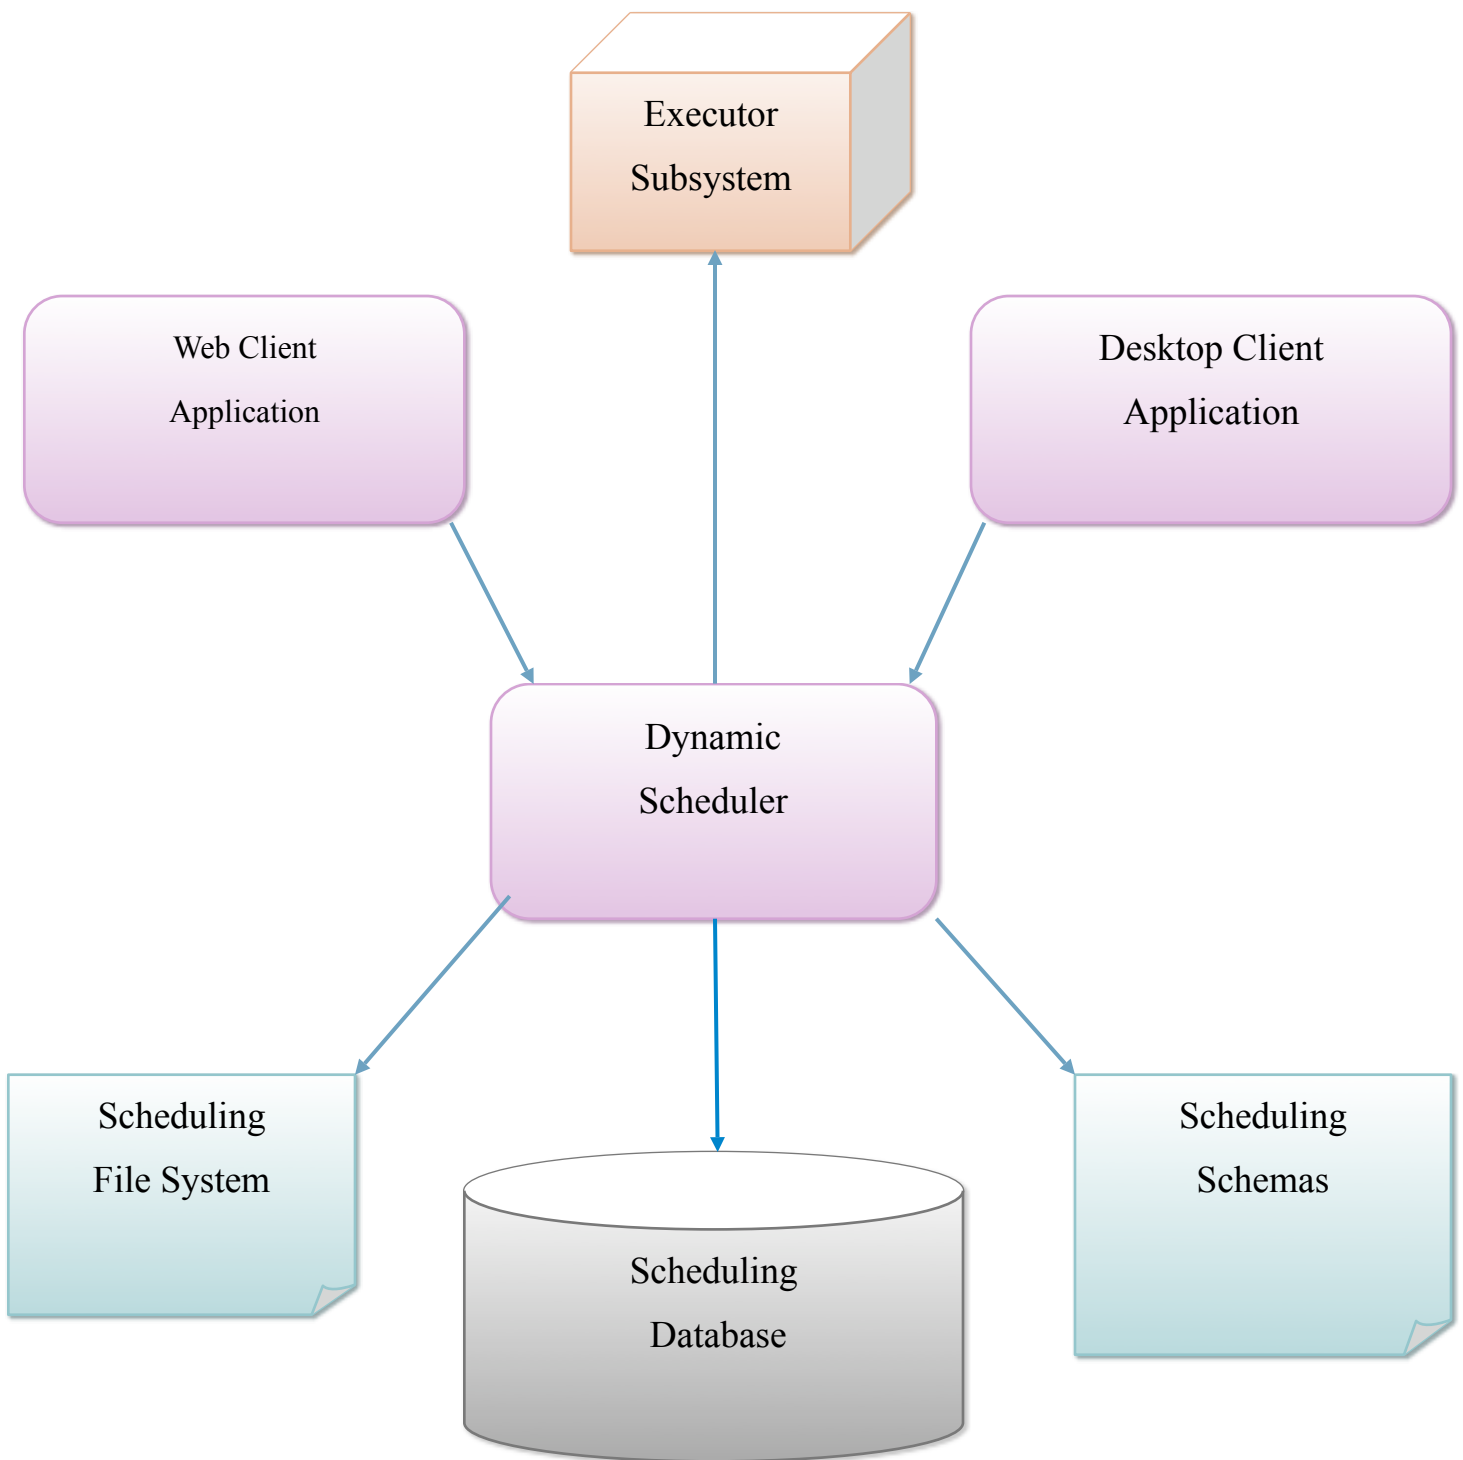 Executor
Subsystem
Web Client
Application
Desktop Client
Application
Dynamic
Scheduler
Scheduling
File System
Scheduling
Database
Scheduling
Schemas